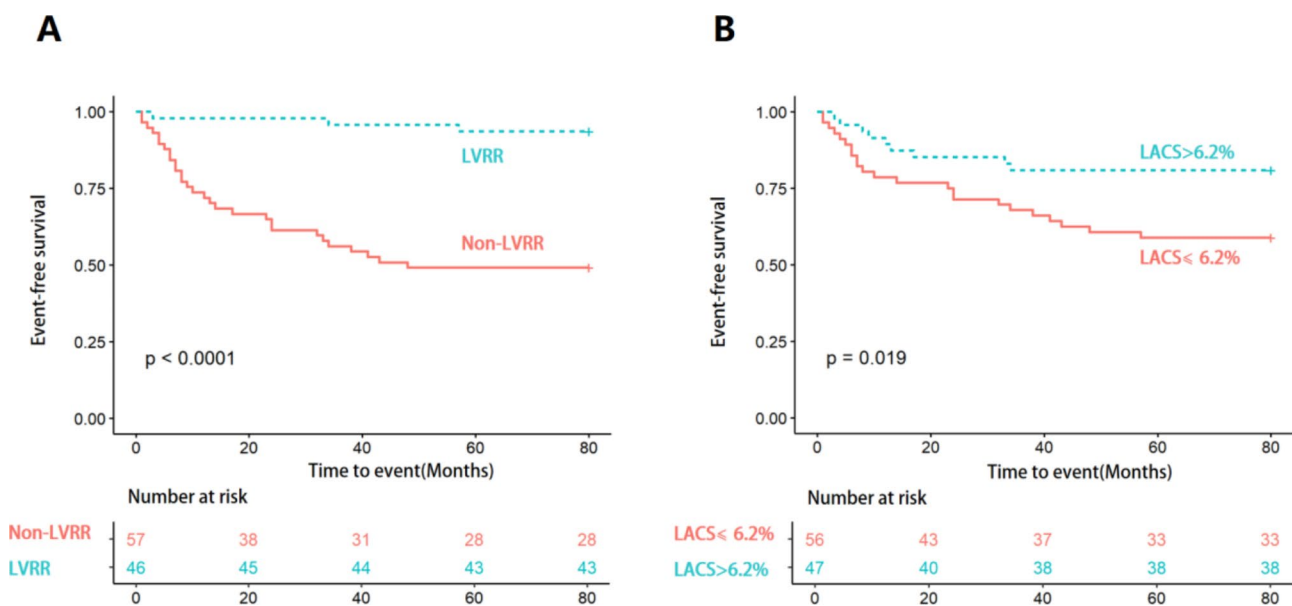 A
Event-free survival
1.00
0.75
0.50
0.25
0.00
LVRR
Non-LVRR
p < 0.0001
0 20 40 60 80
Time to event(Months)
Number at risk
Non-LVRR 57 38 31 28 28
LVRR 46 45 44 43 43
0 20 40 60 80
B
Event-free survival
1.00
0.75
0.50
0.25
0.00
LACS>6.2%
LACS⩽ 6.2%
p = 0.019
0 20 40 60 80
Time to event(Months)
Number at risk
LACS⩽ 6.2% 56 43 37 33 33
LACS>6.2% 47 40 38 38 38
0 20 40 60 80